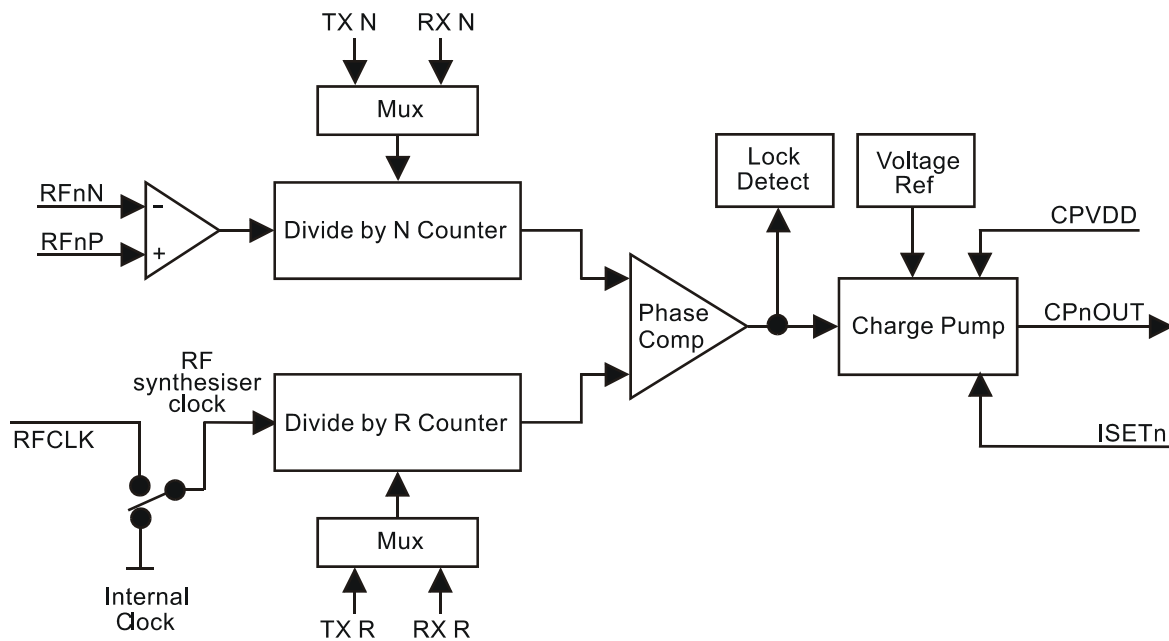 TX N
RX N
Mux
Lock
Detect
Voltage
Ref
RFnN
RFnP
-
+
Divide by N Counter
CPVDD
Phase
Comp
Charge Pump
CPnOUT
RF
synthesiser
clock
RFCLK
Divide by R Counter
ISETn
Mux
Internal
Clock
TX R
RX R